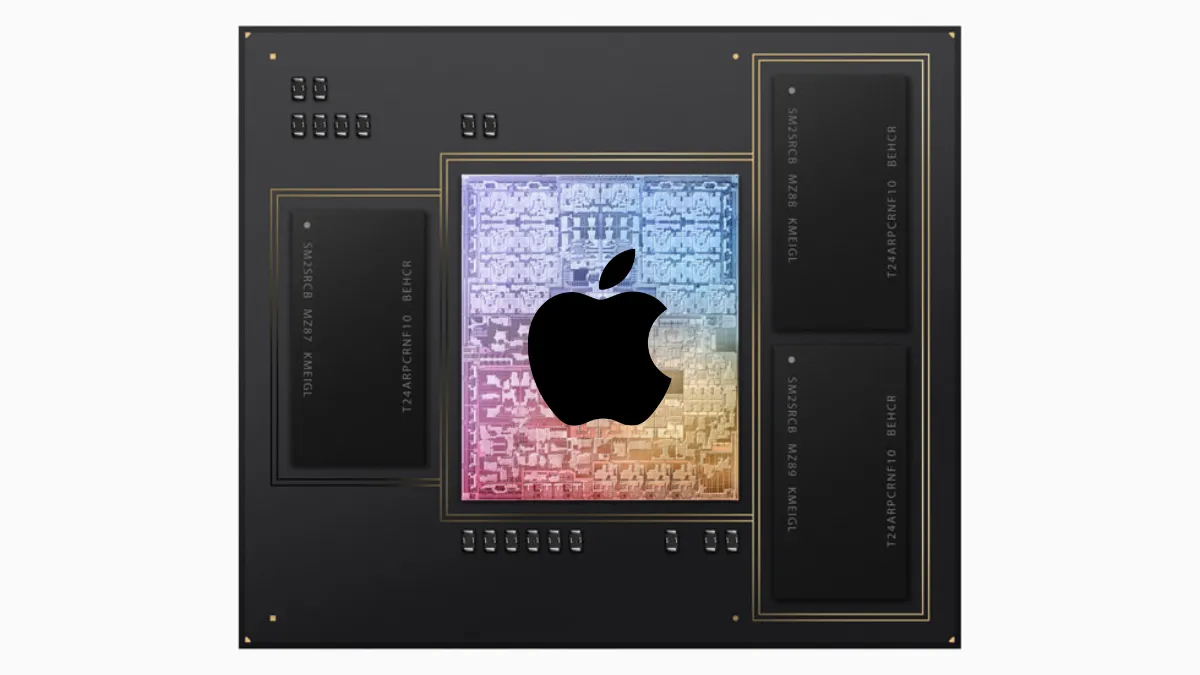 SM2SRCB MZ87 KMEIGL
T24ARPCRNF10 BEHCR
SM2SRCB MZ88 KMEIGL
T24ARPCRNF10 BEHCR
SM2SRCB MZ89 KMEIGL
T24ARPCRNF10 BEHCR